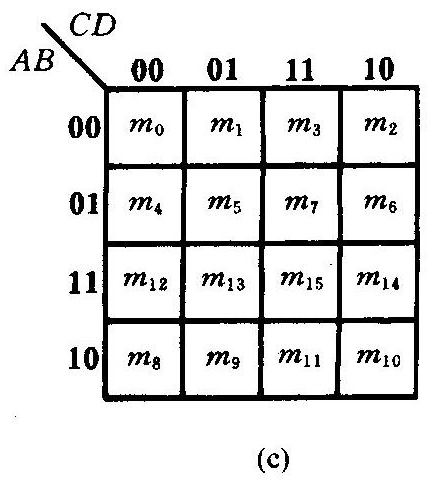 CD
AB
00 01 11 10
00 m₀ m₁ m₃ m₂
01 m₄ m₅ m₇ m₆
11 m₁₂ m₁₃ m₁₅ m₁₄
10 m₈ m₉ m₁₁ m₁₀
(c)